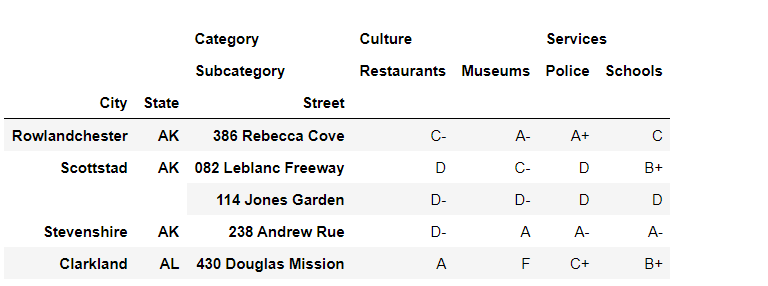 Category Culture Services
Subcategory Restaurants Museums Police Schools
City State Street
Rowlandchester AK 386 Rebecca Cove C- A- A+ C
Scottstad AK 082 Leblanc Freeway D C- D B+
114 Jones Garden D- D- D D
Stevenshire AK 238 Andrew Rue D- A A- A-
Clarkland AL 430 Douglas Mission A F C+ B+